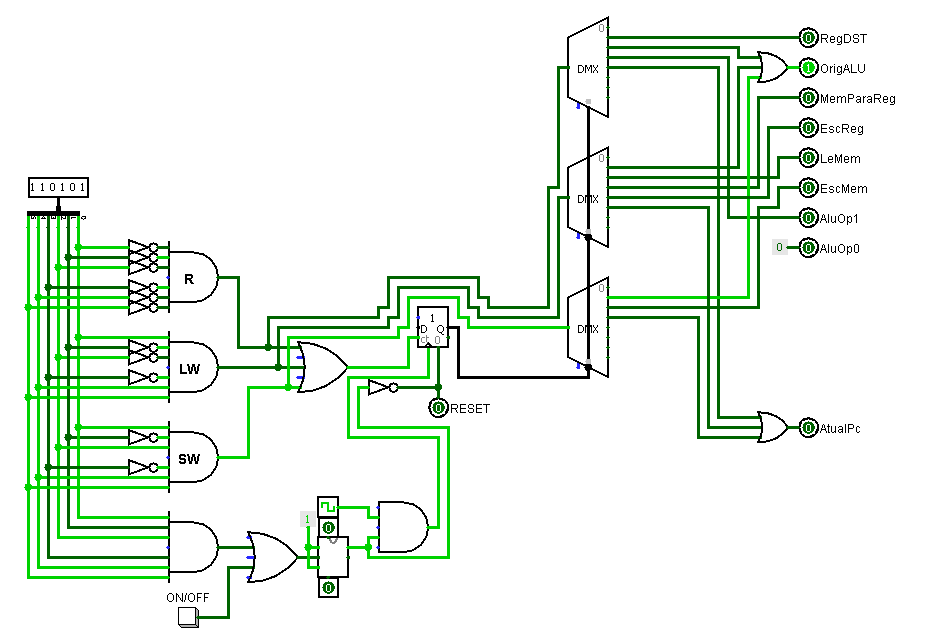 0
DMX
RegDST
OrigALU
MemParaReg
EscReg
LeMem
EscMem
AluOp1
AluOp0
0
0
1
0
0
0
0
0
0
0
0
DMX
0
DMX
1 1 0 1 0 1
R
LW
SW
1
D Q
0
0
RESET
0
AtualPc
1
0
0
ON/OFF